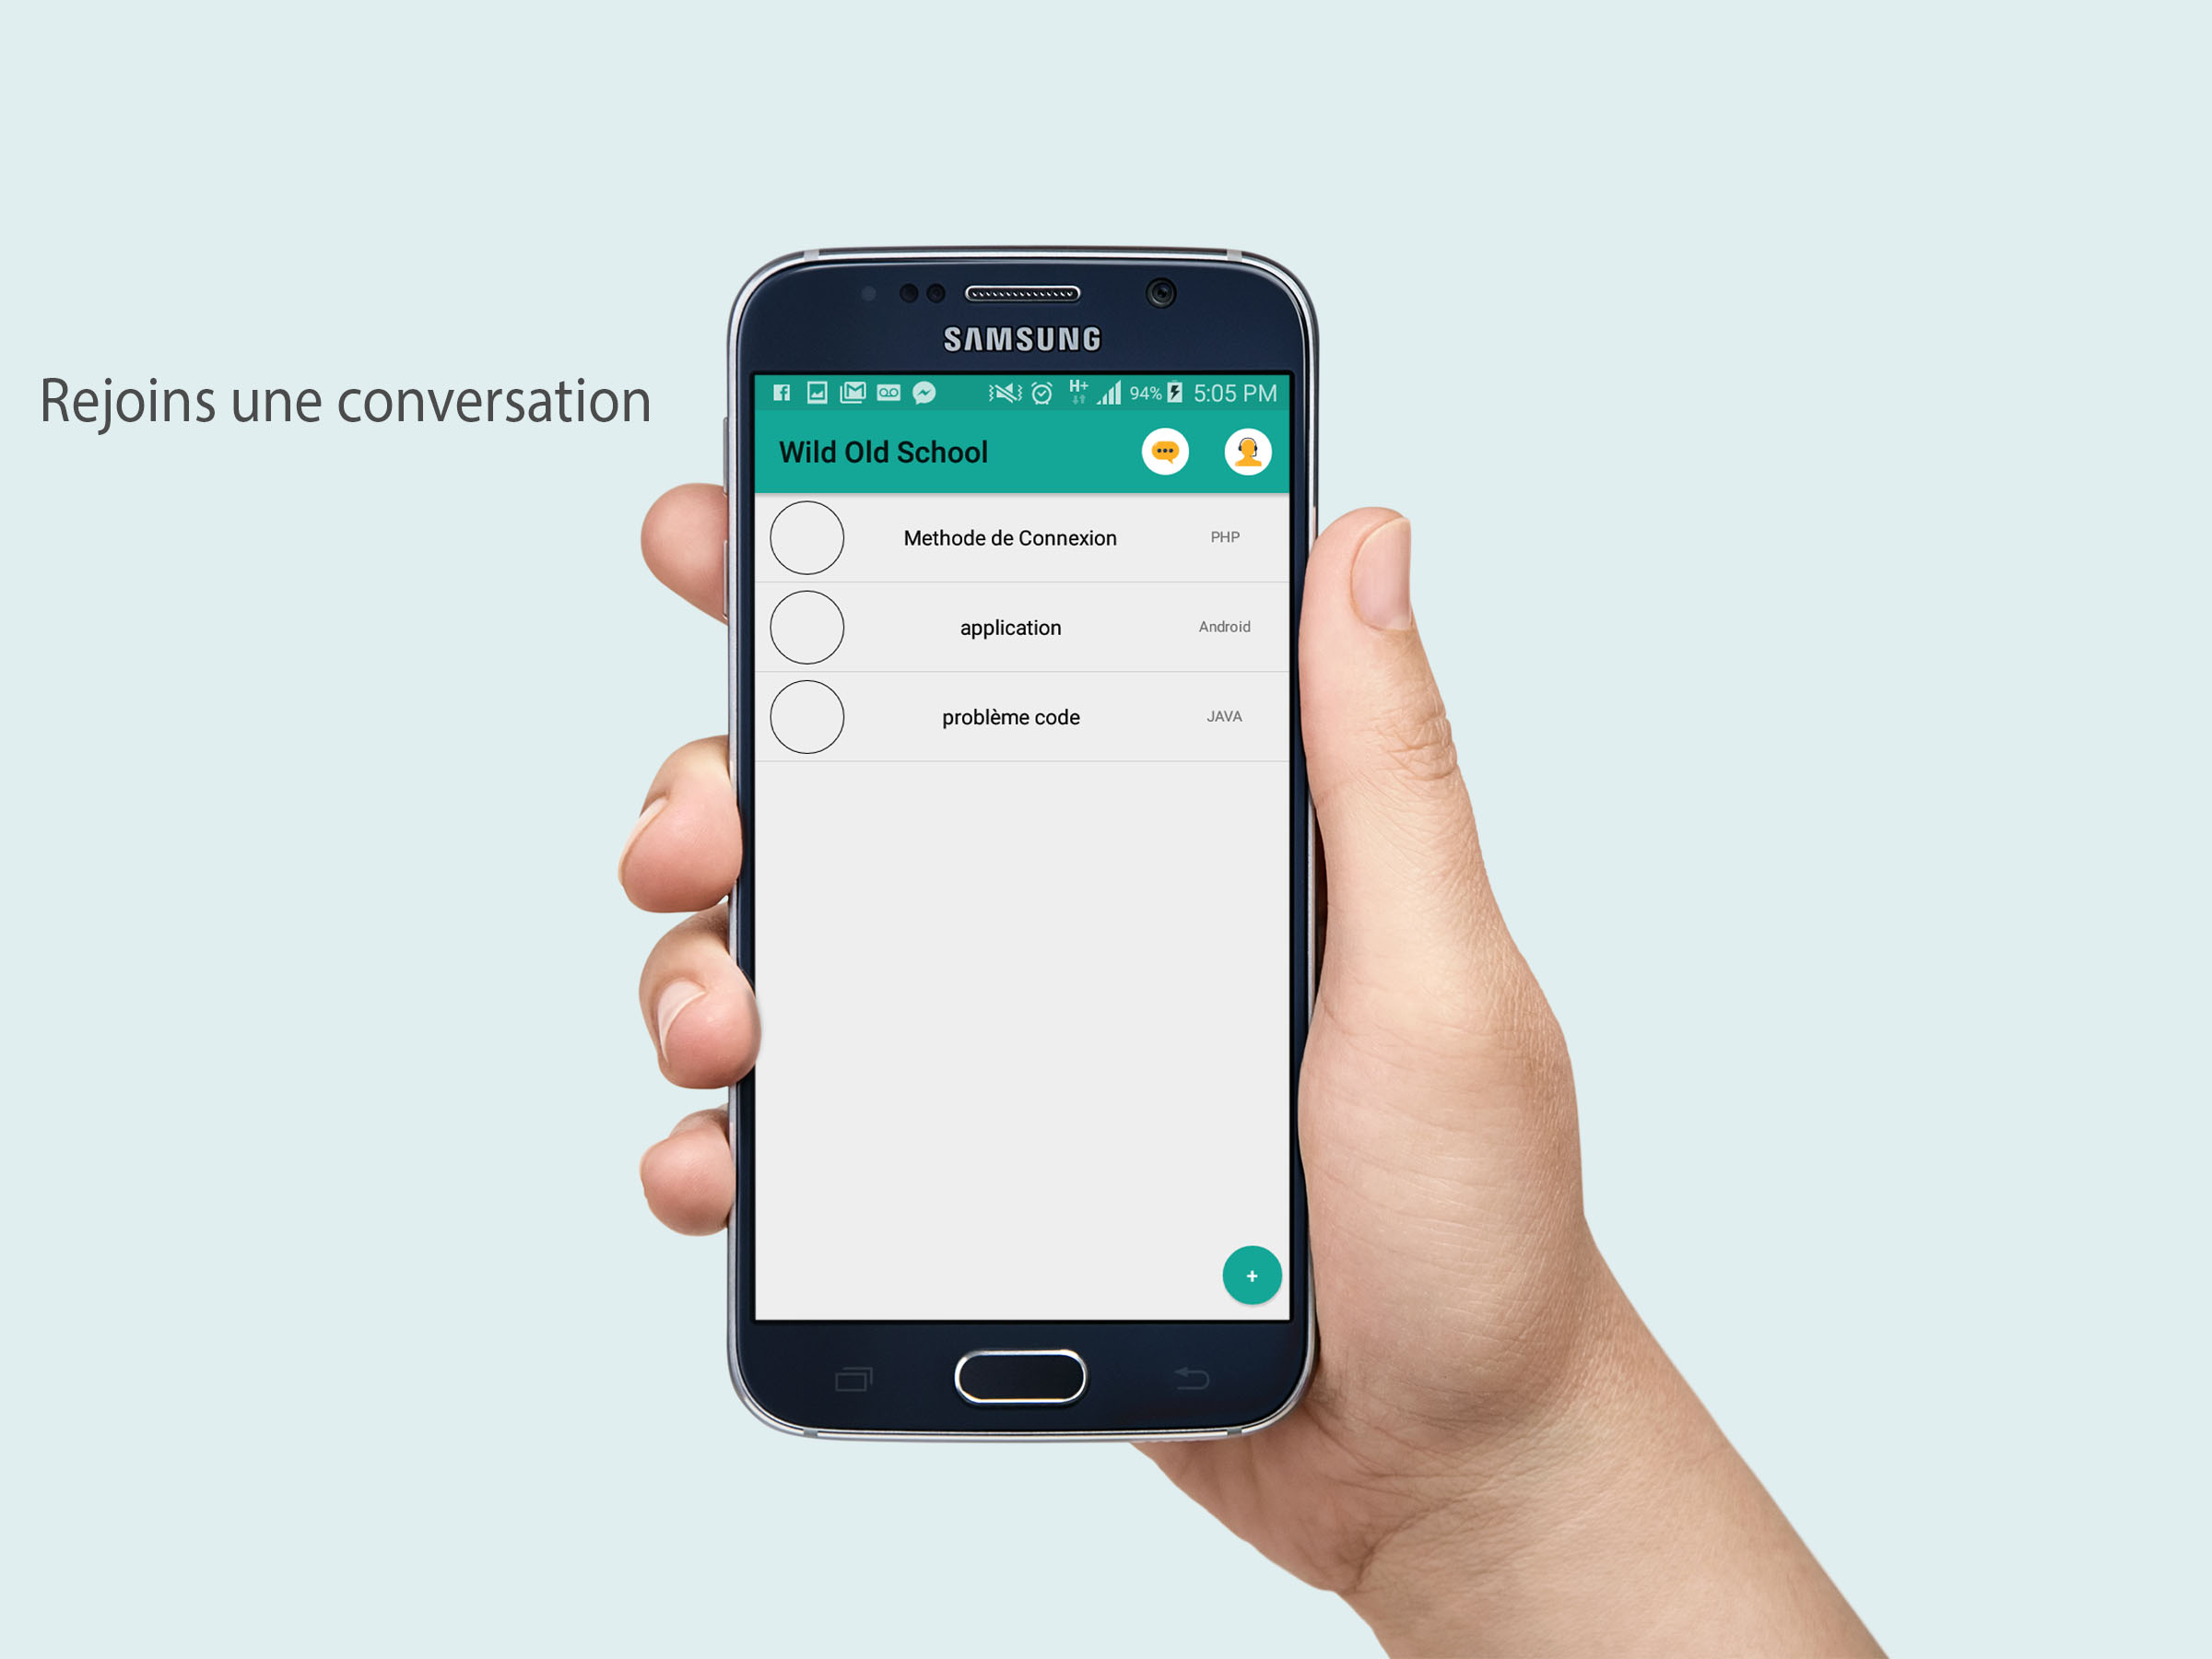 SAMSUNG
Rejoins une conversation
H+ 94% 5:05 PM
Wild Old School
Methode de Connexion PHP
application Android
problème code JAVA
+